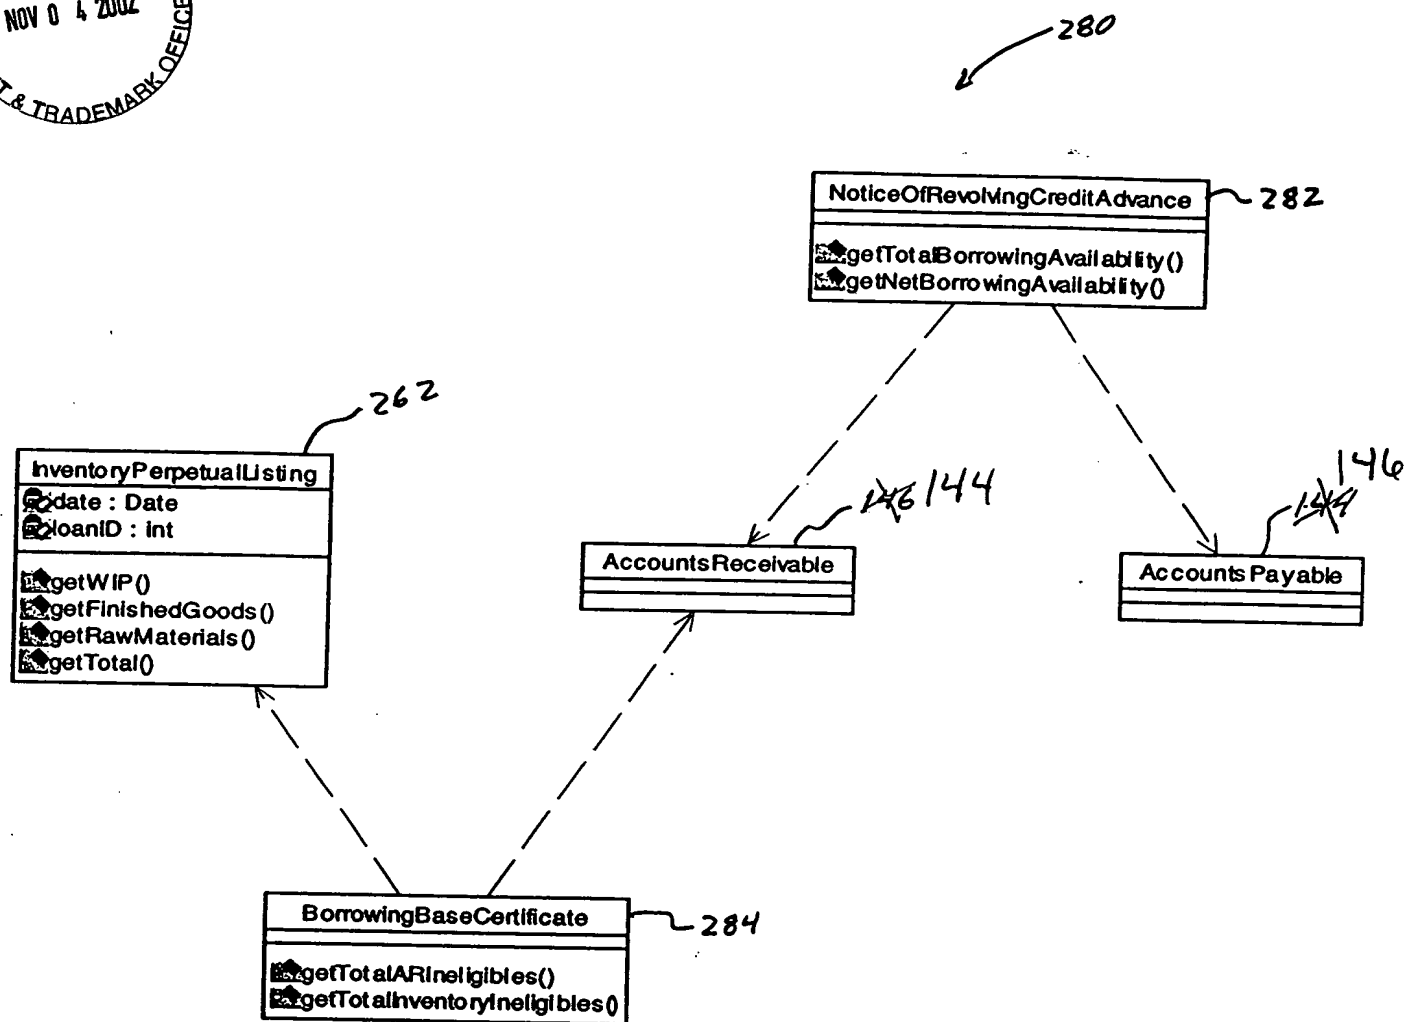 NOV 0 4 2002
T & TRADEMARK OFFICE
280
NoticeOfRevolvingCreditAdvance
282
getTotalBorrowingAvailability()
getNetBorrowingAvailability()
262
InventoryPerpetualListing
date : Date
loanID : int
getWIP()
getFinishedGoods()
getRawMaterials()
getTotal()
146 144
AccountsReceivable
146
144
AccountsPayable
BorrowingBaseCertificate
284
getTotalARIneligibles()
getTotalInventoryIneligibles()